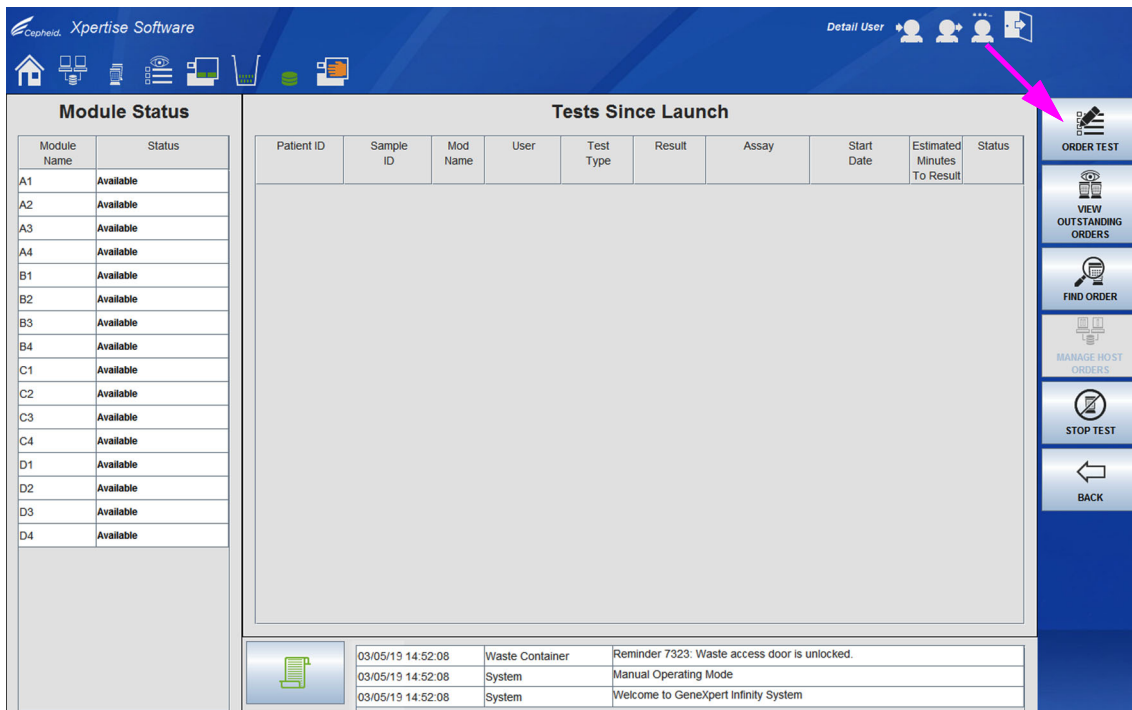 Cepheid. Xpertise Software
Detail User
Module Status
Module Name
Status
A1 Available
A2 Available
A3 Available
A4 Available
B1 Available
B2 Available
B3 Available
B4 Available
C1 Available
C2 Available
C3 Available
C4 Available
D1 Available
D2 Available
D3 Available
D4 Available
Tests Since Launch
Patient ID
Sample ID
Mod Name
User
Test Type
Result
Assay
Start Date
Estimated Minutes To Result
Status
03/05/19 14:52:08 Waste Container Reminder 7323: Waste access door is unlocked.
03/05/19 14:52:08 System Manual Operating Mode
03/05/19 14:52:08 System Welcome to GeneXpert Infinity System
ORDER TEST
VIEW
OUTSTANDING
ORDERS
FIND ORDER
MANAGE HOST
ORDERS
STOP TEST
BACK